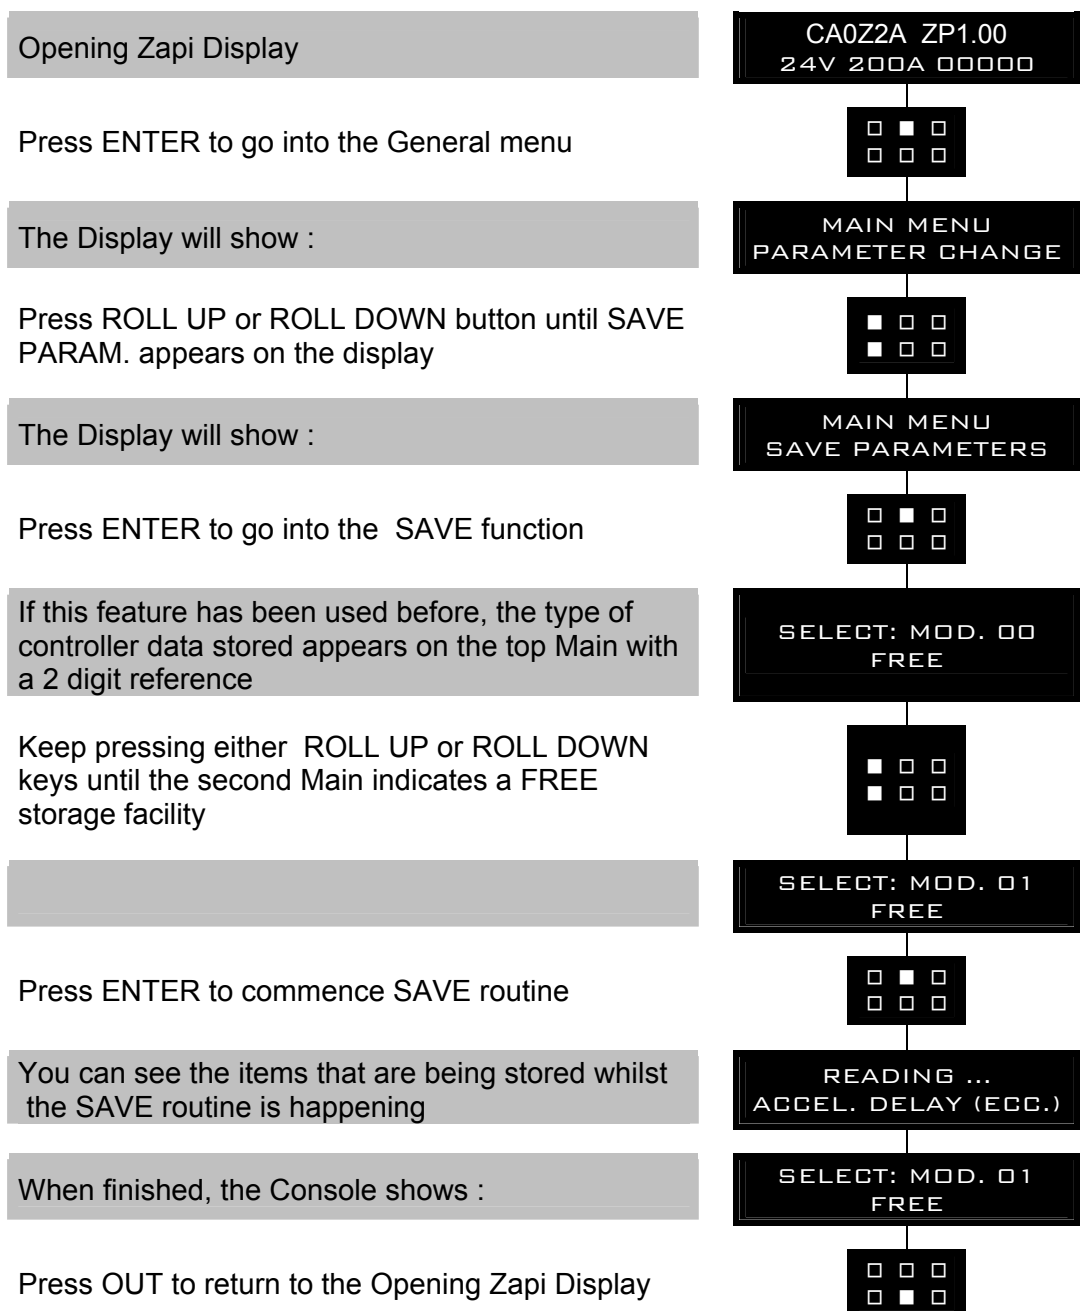 Opening Zapi Display
CA0Z2A ZP1.00
24V 200A 00000
Press ENTER to go into the General menu
The Display will show :
MAIN MENU
PARAMETER CHANGE
Press ROLL UP or ROLL DOWN button until SAVE
PARAM. appears on the display
The Display will show :
MAIN MENU
SAVE PARAMETERS
Press ENTER to go into the SAVE function
If this feature has been used before, the type of
controller data stored appears on the top Main with
a 2 digit reference
SELECT: MOD. 00
FREE
Keep pressing either ROLL UP or ROLL DOWN
keys until the second Main indicates a FREE
storage facility
SELECT: MOD. 01
FREE
Press ENTER to commence SAVE routine
You can see the items that are being stored whilst
the SAVE routine is happening
READING ...
ACCEL. DELAY (ECC.)
When finished, the Console shows :
SELECT: MOD. 01
FREE
Press OUT to return to the Opening Zapi Display